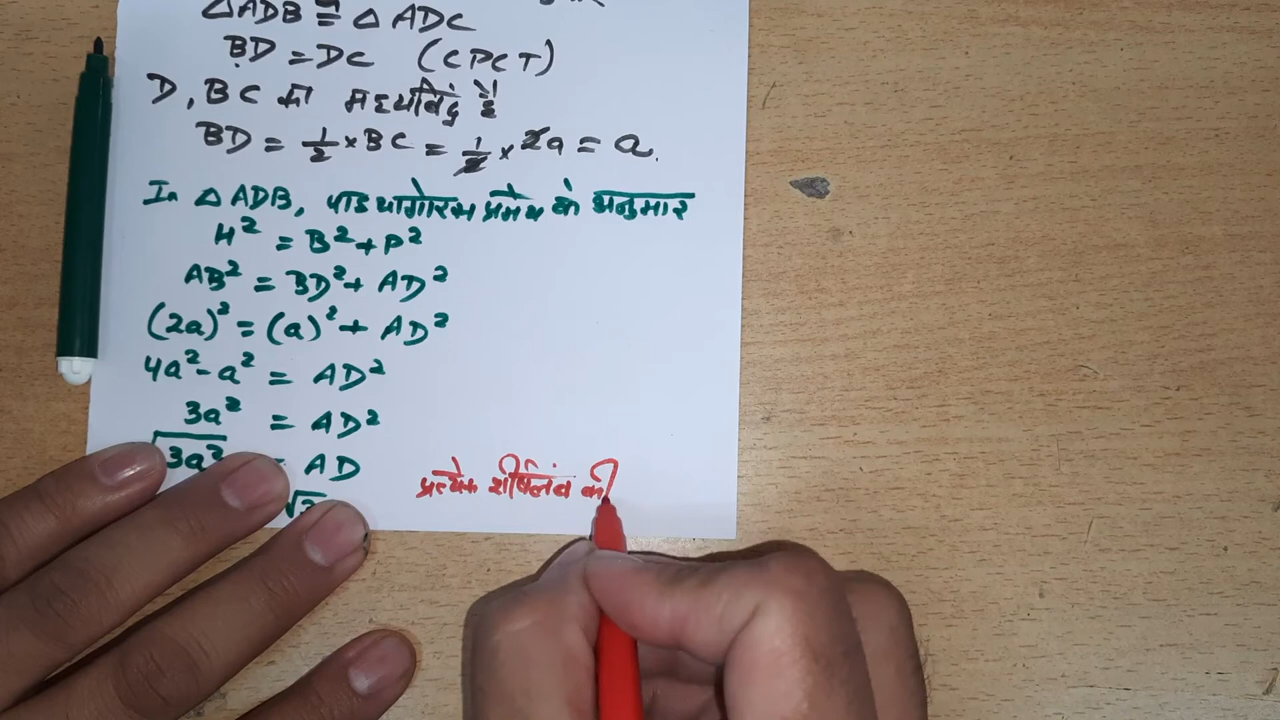 △ADB ≅ △ADC
BD = DC (CPCT)
D, BC का मध्यबिंदु है
BD = 1/2 × BC = 1/2 × 2a = a.
In △ADB, पाइथागोरस प्रमेय के अनुसार
H² = B² + P²
AB² = BD² + AD²
(2a)² = (a)² + AD²
4a² - a² = AD²
3a² = AD²
√3a² = AD
प्रत्येक शीर्षलंब की